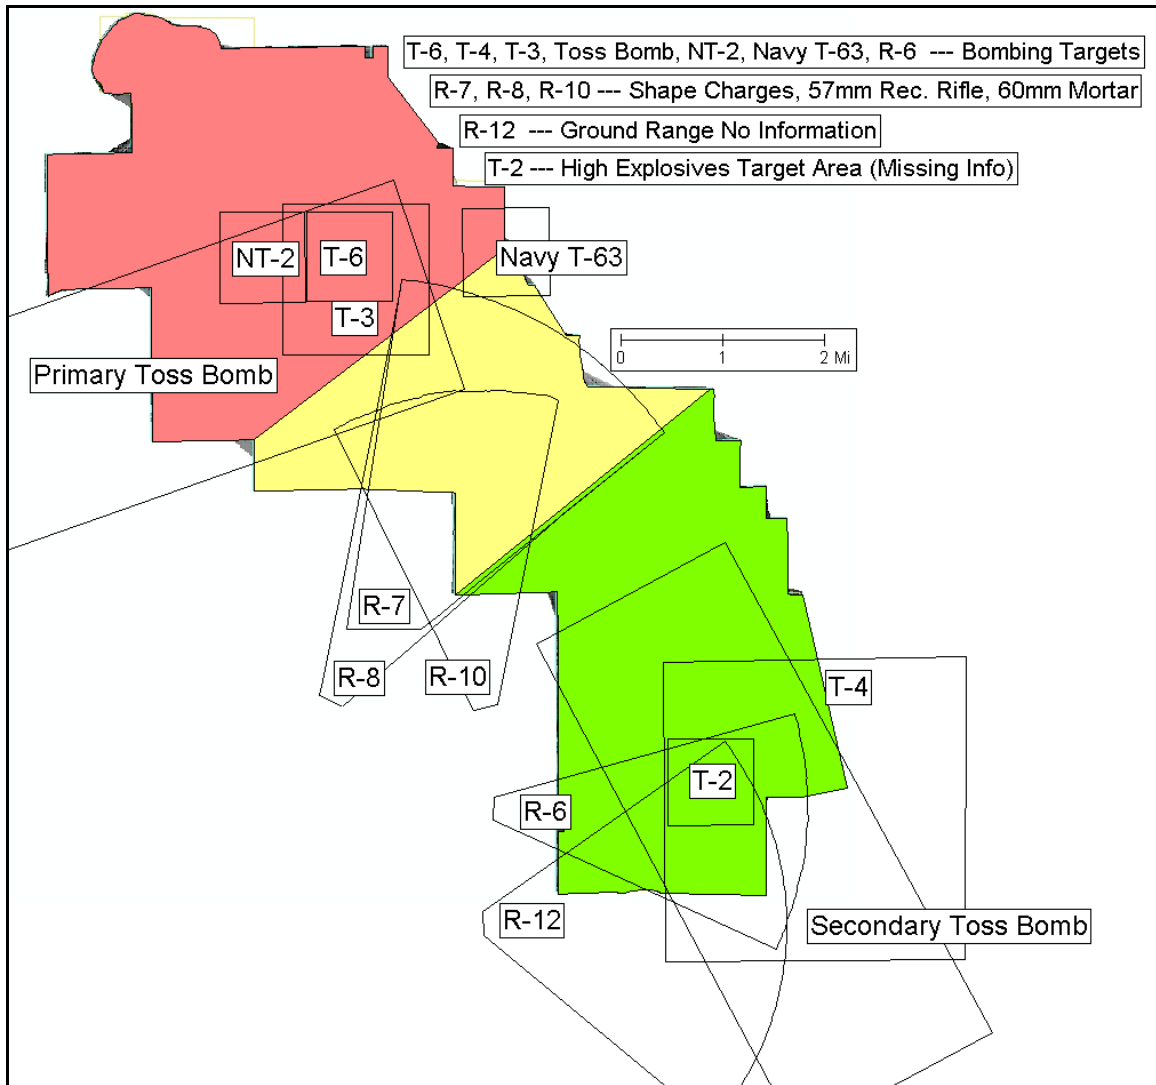 T-6, T-4, T-3, Toss Bomb, NT-2, Navy T-63, R-6 --- Bombing Targets
R-7, R-8, R-10 --- Shape Charges, 57mm Rec. Rifle, 60mm Mortar
R-12 --- Ground Range No Information
T-2 --- High Explosives Target Area (Missing Info)
NT-2
T-6
Navy T-63
T-3
0 1 2 Mi
Primary Toss Bomb
R-7
R-8
R-10
T-4
T-2
R-6
R-12
Secondary Toss Bomb